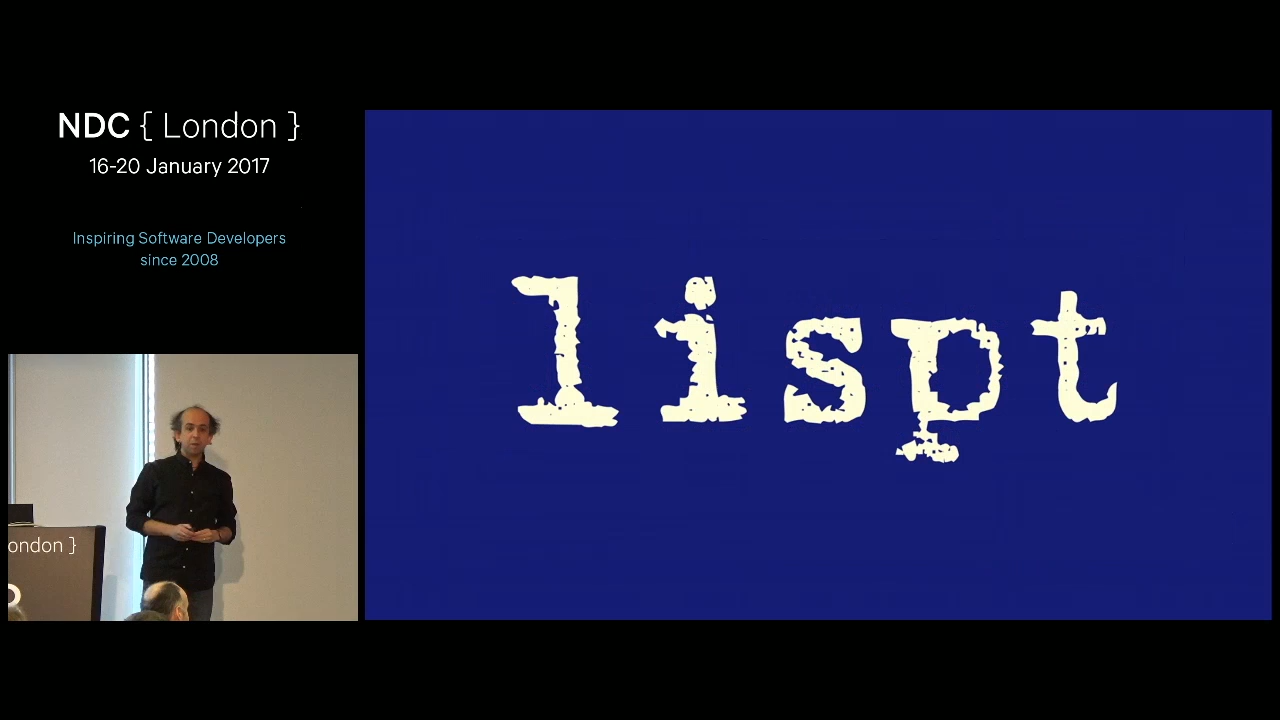 NDC { London }
16-20 January 2017
Inspiring Software Developers
since 2008
lispt
ondon }